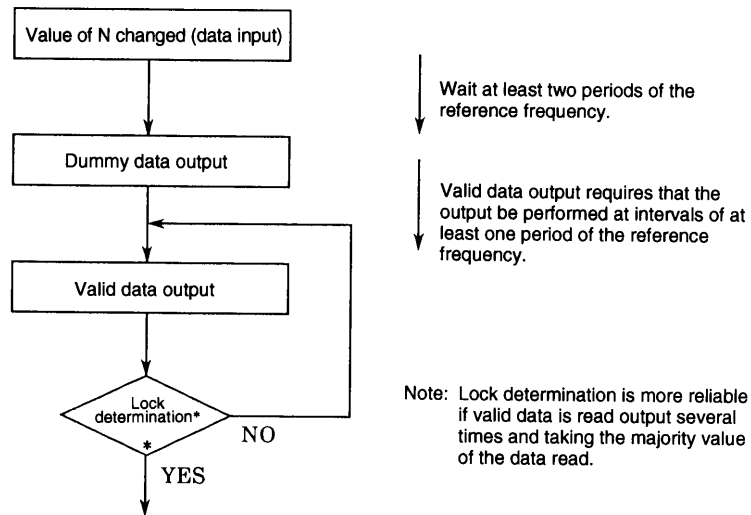 Value of N changed (data input)
Wait at least two periods of the
reference frequency.
Dummy data output
Valid data output requires that the
output be performed at intervals of at
least one period of the reference
frequency.
Valid data output
Lock
determination*
*
NO
YES
Note: Lock determination is more reliable
if valid data is read output several
times and taking the majority value
of the data read.